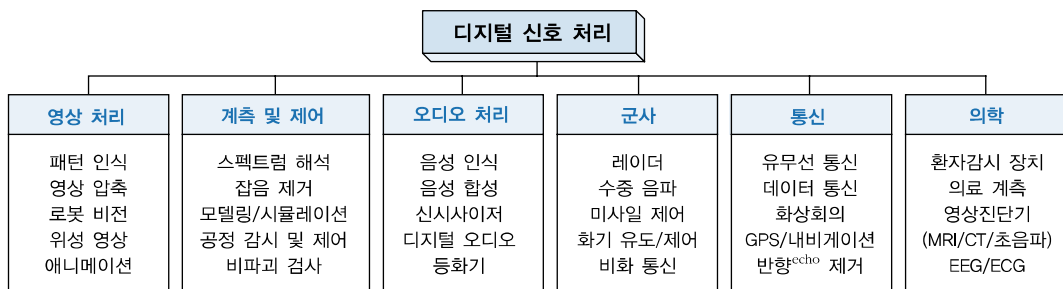 디지털 신호 처리
영상 처리
패턴 인식
영상 압축
로봇 비전
위성 영상
애니메이션
계측 및 제어
스펙트럼 해석
잡음 제거
모델링/시뮬레이션
공정 감시 및 제어
비파괴 검사
오디오 처리
음성 인식
음성 합성
신시사이저
디지털 오디오
등화기
군사
레이더
수중 음파
미사일 제어
화기 유도/제어
비화 통신
통신
유무선 통신
데이터 통신
화상회의
GPS/내비게이션
반향echo 제거
의학
환자감시 장치
의료 계측
영상진단기
(MRI/CT/초음파)
EEG/ECG